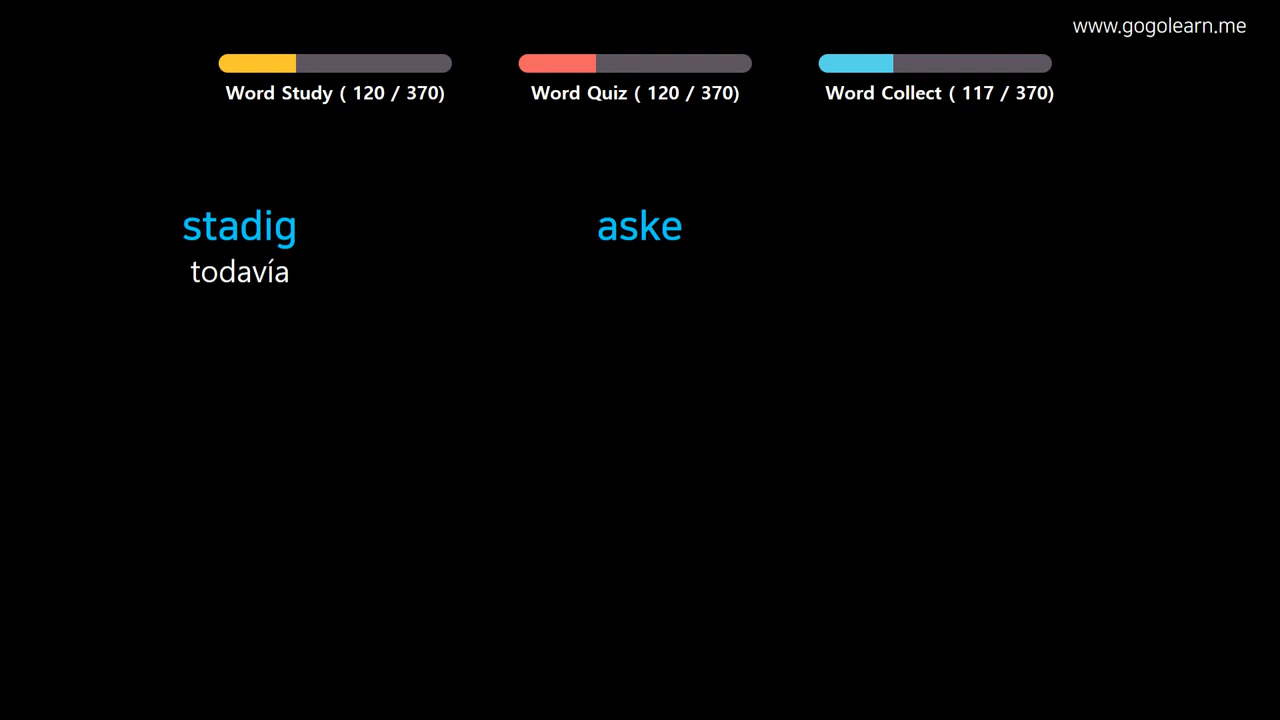 www.gogolearn.me
Word Study ( 120 / 370)
Word Quiz ( 120 / 370)
Word Collect ( 117 / 370)
stadig
aske
todavía